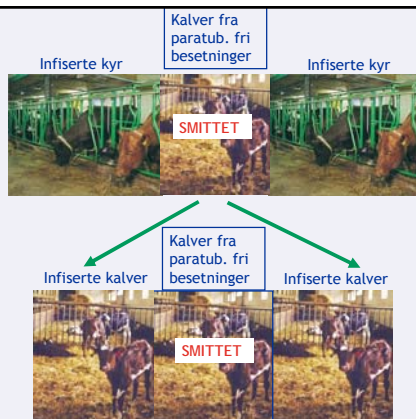 Kalver fra
paratub. fri
besetninger
Infiserte kyr
Infiserte kyr
SMITTET
Kalver fra
paratub. fri
besetninger
Infiserte kalver
Infiserte kalver
SMITTET